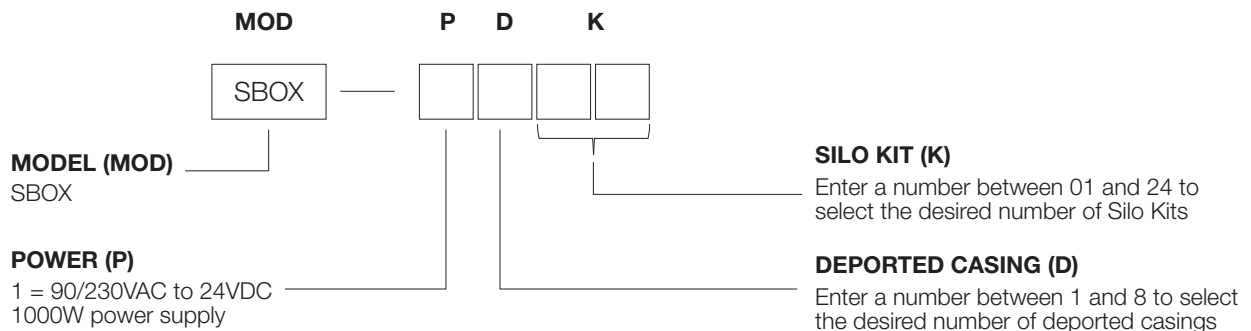 MOD P D K
SBOX
MODEL (MOD)
SBOX
POWER (P)
1 = 90/230VAC to 24VDC
1000W power supply
SILO KIT (K)
Enter a number between 01 and 24 to
select the desired number of Silo Kits
DEPORTED CASING (D)
Enter a number between 1 and 8 to select
the desired number of deported casings